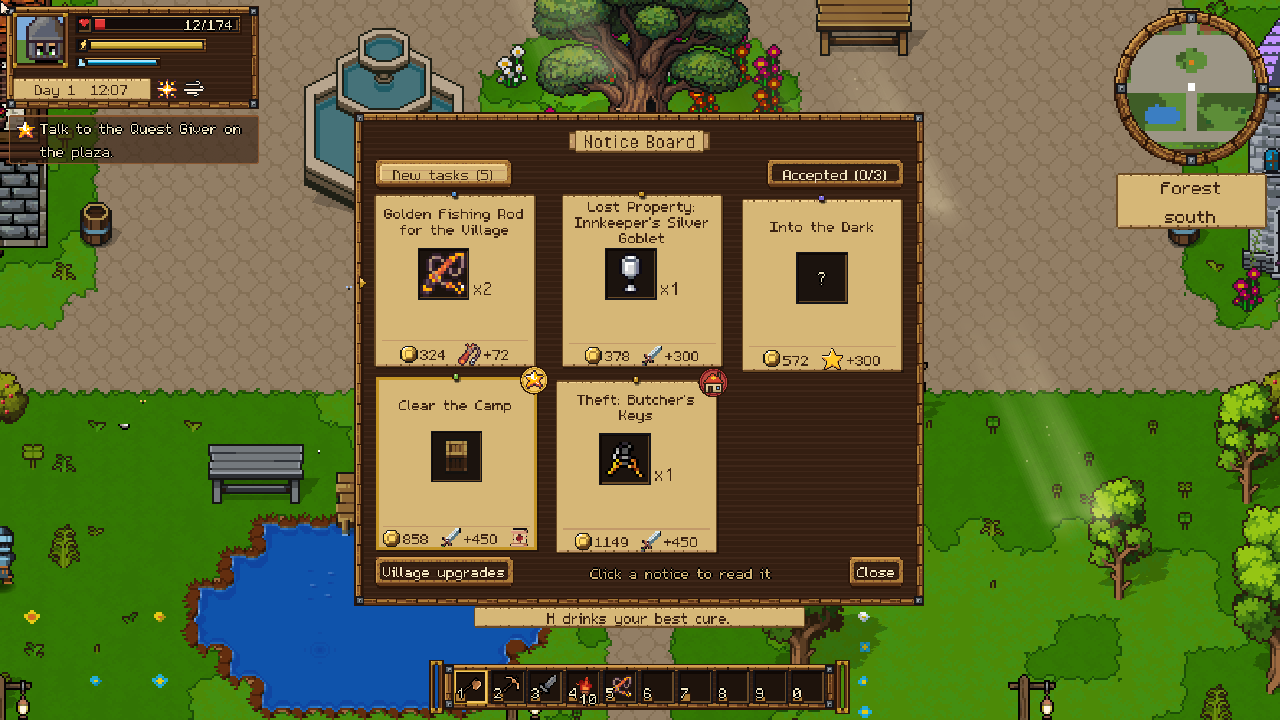 12/174
Day 1 12:07
Talk to the Quest Giver on
the plaza.
Forest
south
Notice Board
New tasks (5)
Accepted (0/3)
Golden Fishing Rod
for the Village
x2
324 +72
Lost Property:
Innkeeper's Silver
Goblet
x1
378 +300
Into the Dark
?
572 +300
Clear the Camp
858 +450
Theft: Butcher's
Keys
x1
1149 +450
Village upgrades
Click a notice to read it
Close
H drinks your best cure.
1 2 3 4 10 5 6 7 8 9 0